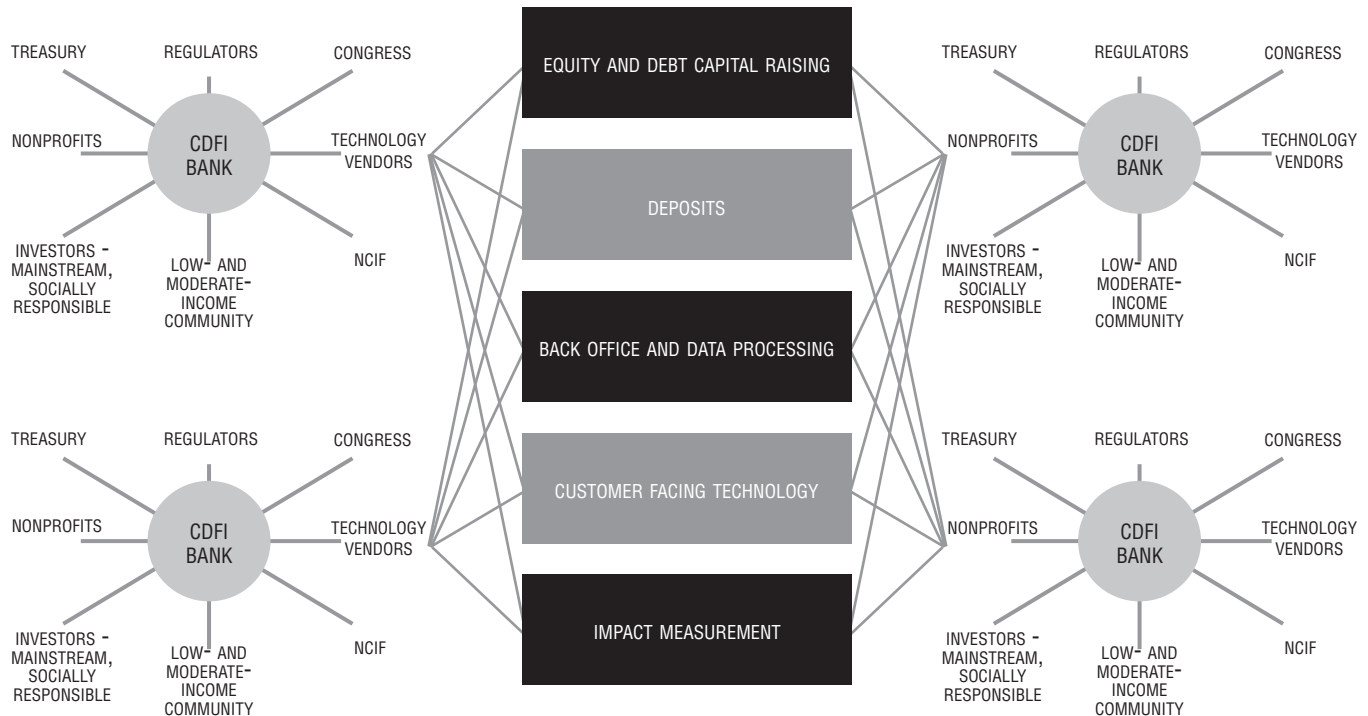 TREASURY
REGULATORS
CONGRESS
NONPROFITS
CDFI
BANK
TECHNOLOGY
VENDORS
INVESTORS -
MAINSTREAM,
SOCIALLY
RESPONSIBLE
LOW- AND
MODERATE-
INCOME
COMMUNITY
NCIF
EQUITY AND DEBT CAPITAL RAISING
DEPOSITS
BACK OFFICE AND DATA PROCESSING
CUSTOMER FACING TECHNOLOGY
IMPACT MEASUREMENT
TREASURY
REGULATORS
CONGRESS
NONPROFITS
CDFI
BANK
TECHNOLOGY
VENDORS
INVESTORS -
MAINSTREAM,
SOCIALLY
RESPONSIBLE
LOW- AND
MODERATE-
INCOME
COMMUNITY
NCIF
TREASURY
REGULATORS
CONGRESS
NONPROFITS
CDFI
BANK
TECHNOLOGY
VENDORS
INVESTORS -
MAINSTREAM,
SOCIALLY
RESPONSIBLE
LOW- AND
MODERATE-
INCOME
COMMUNITY
NCIF
TREASURY
REGULATORS
CONGRESS
NONPROFITS
CDFI
BANK
TECHNOLOGY
VENDORS
INVESTORS -
MAINSTREAM,
SOCIALLY
RESPONSIBLE
LOW- AND
MODERATE-
INCOME
COMMUNITY
NCIF